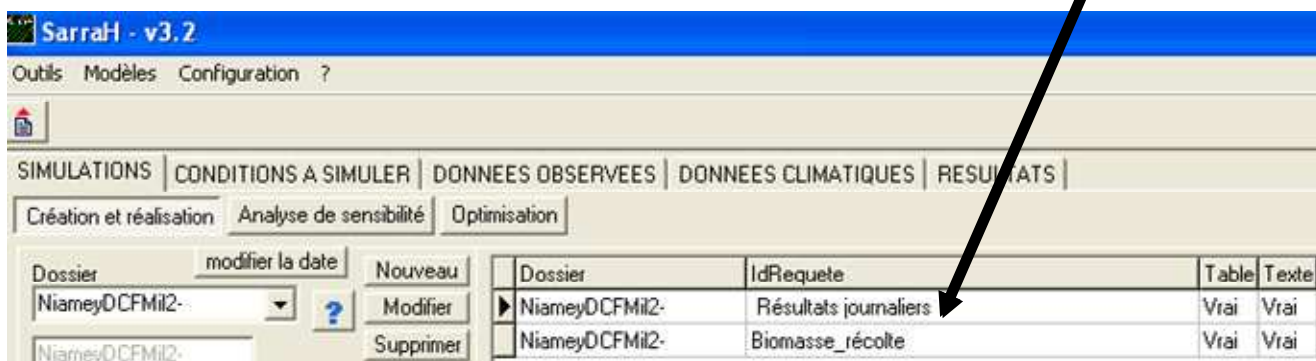 SarraH - v3.2
Outils Modèles Configuration ?
SIMULATIONS CONDITIONS A SIMULER DONNEES OBSERVEES DONNEES CLIMATIQUES RESULTATS
Création et réalisation Analyse de sensibilité Optimisation
Dossier modifier la date Nouveau Dossier IdRequete Table Texte
NiameyDCFMil2- ? Modifier NiameyDCFMil2- Résultats journaliers Vrai Vrai
NiameyDCFMil2- Supprimer NiameyDCFMil2- Biomasse_récolte Vrai Vrai